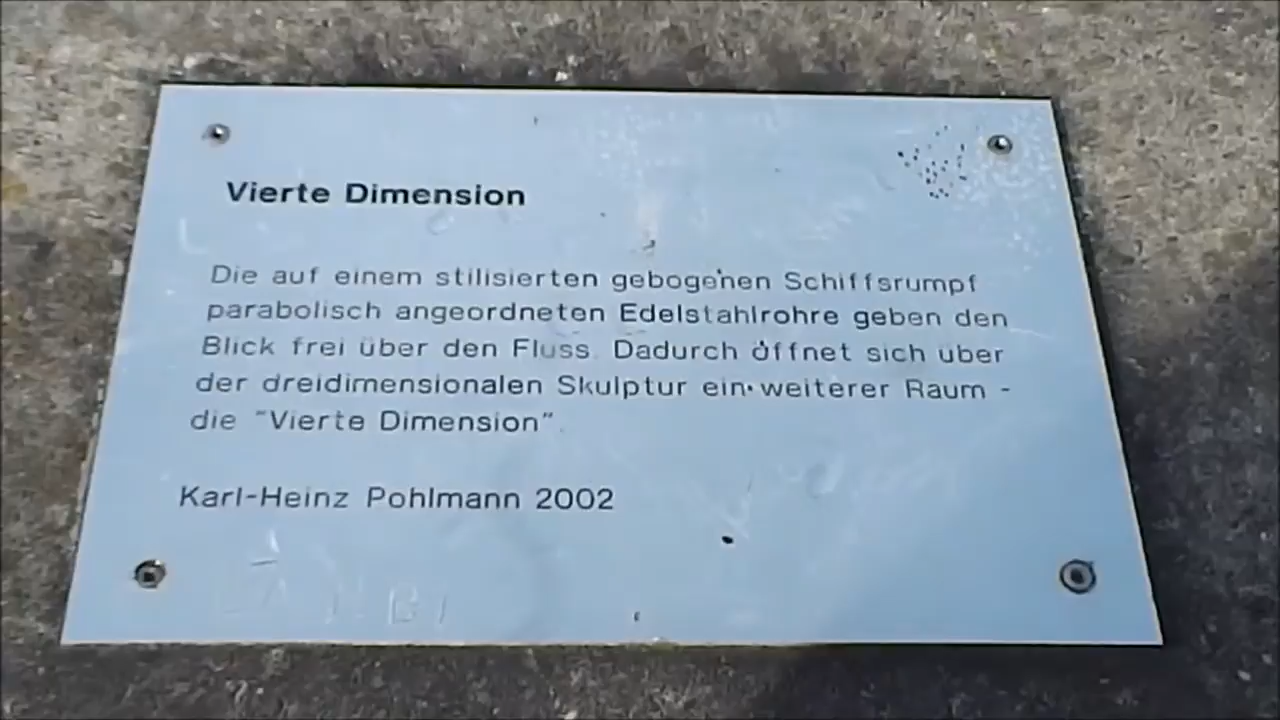 Vierte Dimension
Die auf einem stilisierten gebogenen Schiffsrumpf
parabolisch angeordneten Edelstahlrohre geben den
Blick frei über den Fluss. Dadurch öffnet sich über
der dreidimensionalen Skulptur ein weiterer Raum -
die "Vierte Dimension".
Karl-Heinz Pohlmann 2002